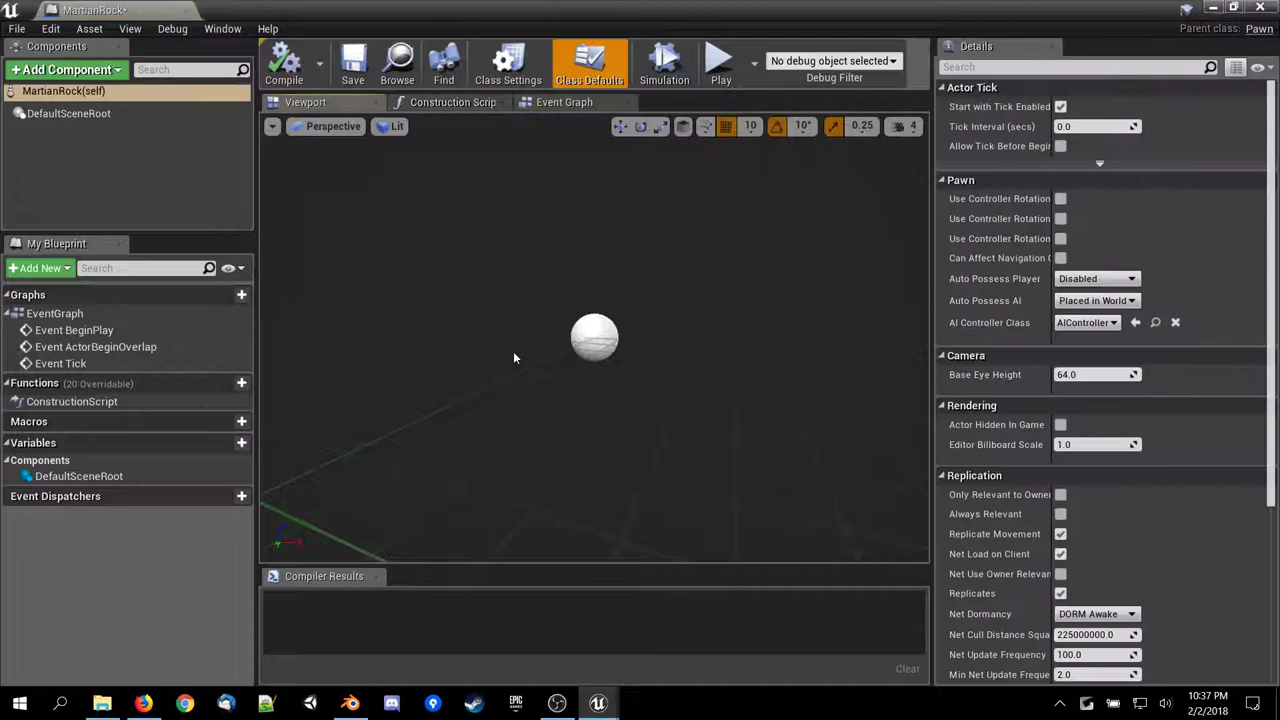 MartianRock*
File Edit Asset View Debug Window Help
Parent class: Pawn
Components
+ Add Component
Search
MartianRock(self)
DefaultSceneRoot
My Blueprint
+ Add New
Search
Graphs
EventGraph
Event BeginPlay
Event ActorBeginOverlap
Event Tick
Functions (20 Overridable)
ConstructionScript
Macros
Variables
Components
DefaultSceneRoot
Event Dispatchers
Compile Save Browse Find Class Settings Class Defaults Simulation Play
No debug object selected
Debug Filter
Viewport Construction Scrip Event Graph
Perspective Lit 10 10° 0.25 4
Compiler Results
Clear
Details
Search
Actor Tick
Start with Tick Enabled
Tick Interval (secs) 0.0
Allow Tick Before Begin
Pawn
Use Controller Rotation
Use Controller Rotation
Use Controller Rotation
Can Affect Navigation G
Auto Possess Player Disabled
Auto Possess AI Placed in World
AI Controller Class AIController
Camera
Base Eye Height 64.0
Rendering
Actor Hidden In Game
Editor Billboard Scale 1.0
Replication
Only Relevant to Owner
Always Relevant
Replicate Movement
Net Load on Client
Net Use Owner Relevan
Replicates
Net Dormancy DORM Awake
Net Cull Distance Squa 225000000.0
Net Update Frequency 100.0
Min Net Update Freque 2.0
10:37 PM
2/2/2018